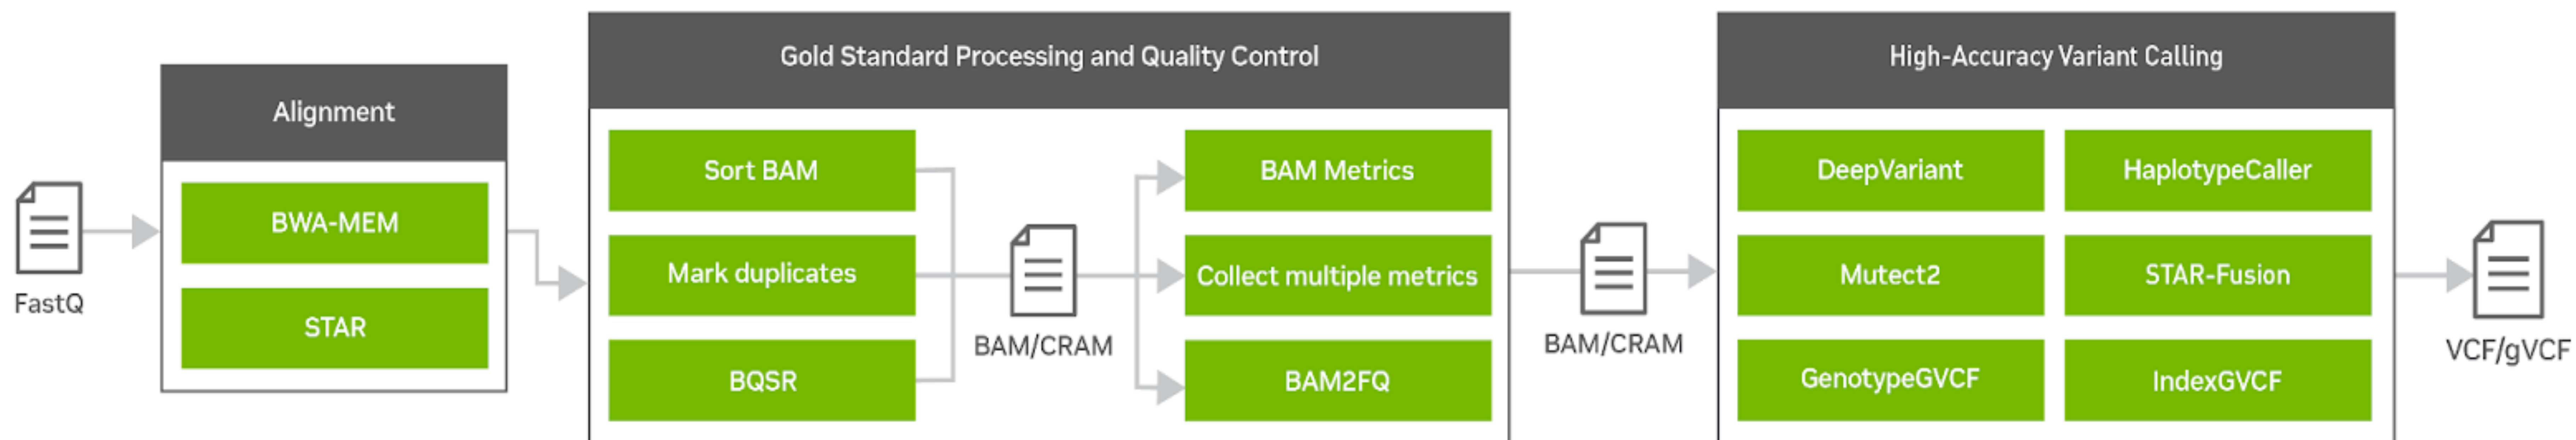 Gold Standard Processing and Quality Control
High-Accuracy Variant Calling
Alignment
Sort BAM
BAM Metrics
DeepVariant
HaplotypeCaller
BWA-MEM
Mark duplicates
Collect multiple metrics
Mutect2
STAR-Fusion
FastQ
STAR
BAM/CRAM
BAM/CRAM
VCF/gVCF
BQSR
BAM2FQ
GenotypeGVCF
IndexGVCF